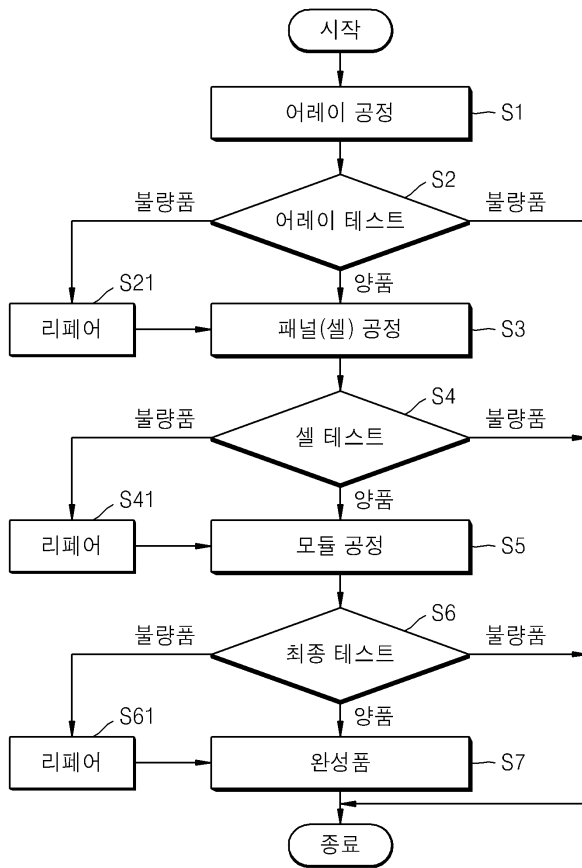 시작
어레이 공정
S1
S2
불량품
어레이 테스트
불량품
양품
S21
리페어
패널(셀) 공정
S3
S4
불량품
셀 테스트
불량품
양품
S41
리페어
모듈 공정
S5
S6
불량품
최종 테스트
불량품
양품
S61
리페어
완성품
S7
종료